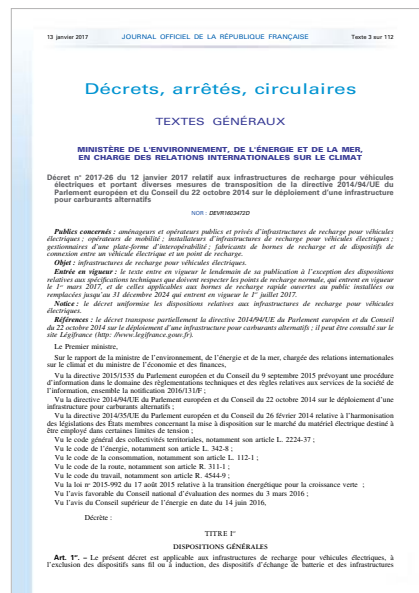 13 janvier 2017 JOURNAL OFFICIEL DE LA RÉPUBLIQUE FRANÇAISE Texte 3 sur 112
Décrets, arrêtés, circulaires
TEXTES GÉNÉRAUX
MINISTÈRE DE L'ENVIRONNEMENT, DE L'ÉNERGIE ET DE LA MER,
EN CHARGE DES RELATIONS INTERNATIONALES SUR LE CLIMAT
Décret n° 2017-26 du 12 janvier 2017 relatif aux infrastructures de recharge pour véhicules
électriques et portant diverses mesures de transposition de la directive 2014/94/UE du
Parlement européen et du Conseil du 22 octobre 2014 sur le déploiement d'une infrastructure
pour carburants alternatifs
NOR : DEVR1603472D
Publics concernés : aménageurs et opérateurs publics et privés d'infrastructures de recharge pour véhicules
électriques ; opérateurs de mobilité ; installateurs d'infrastructures de recharge pour véhicules électriques ;
gestionnaires d'une plate-forme d'interopérabilité ; fabricants de bornes de recharge et de dispositifs de
connexion entre un véhicule électrique et un point de recharge.
Objet : infrastructures de recharge pour véhicules électriques.
Entrée en vigueur : le texte entre en vigueur le lendemain de sa publication à l'exception des dispositions
relatives aux spécifications techniques que doivent respecter les points de recharge normale, qui entrent en vigueur
le 1er mars 2017, et de celles applicables aux bornes de recharge rapide ouvertes au public installées ou
remplacées jusqu'au 31 décembre 2024 qui entrent en vigueur le 1er juillet 2017.
Notice : le décret uniformise les dispositions relatives aux infrastructures de recharge pour véhicules
électriques.
Références : le décret transpose partiellement la directive 2014/94/UE du Parlement européen et du Conseil
du 22 octobre 2014 sur le déploiement d'une infrastructure pour carburants alternatifs ; il peut être consulté sur le
site Légifrance (http: //www.legifrance.gouv.fr).
Le Premier ministre,
Sur le rapport de la ministre de l'environnement, de l'énergie et de la mer, chargée des relations internationales
sur le climat et du ministre de l'économie et des finances,
Vu la directive 2015/1535 du Parlement européen et du Conseil du 9 septembre 2015 prévoyant une procédure
d'information dans le domaine des réglementations techniques et des règles relatives aux services de la société de
l'information, ensemble la notification 2016/131/F ;
Vu la directive 2014/94/UE du Parlement européen et du Conseil du 22 octobre 2014 sur le déploiement d'une
infrastructure pour carburants alternatifs ;
Vu la directive 2014/35/UE du Parlement européen et du Conseil du 26 février 2014 relative à l'harmonisation
des législations des États membres concernant la mise à disposition sur le marché du matériel électrique destiné à
être employé dans certaines limites de tension ;
Vu le code général des collectivités territoriales, notamment son article L. 2224-37 ;
Vu le code de l'énergie, notamment son article L. 342-8 ;
Vu le code de la consommation, notamment son article L. 112-1 ;
Vu le code de la route, notamment son article R. 311-1 ;
Vu le code du travail, notamment son article R. 4544-9 ;
Vu la loi n° 2015-992 du 17 août 2015 relative à la transition énergétique pour la croissance verte ;
Vu l'avis favorable du Conseil national d'évaluation des normes du 3 mars 2016 ;
Vu l'avis du Conseil supérieur de l'énergie en date du 14 juin 2016,
Décrète :
TITRE Ier
DISPOSITIONS GÉNÉRALES
Art. 1er. – Le présent décret est applicable aux infrastructures de recharge pour véhicules électriques, à
l'exclusion des dispositifs sans fil ou à induction, des dispositifs d'échange de batterie et des infrastructures